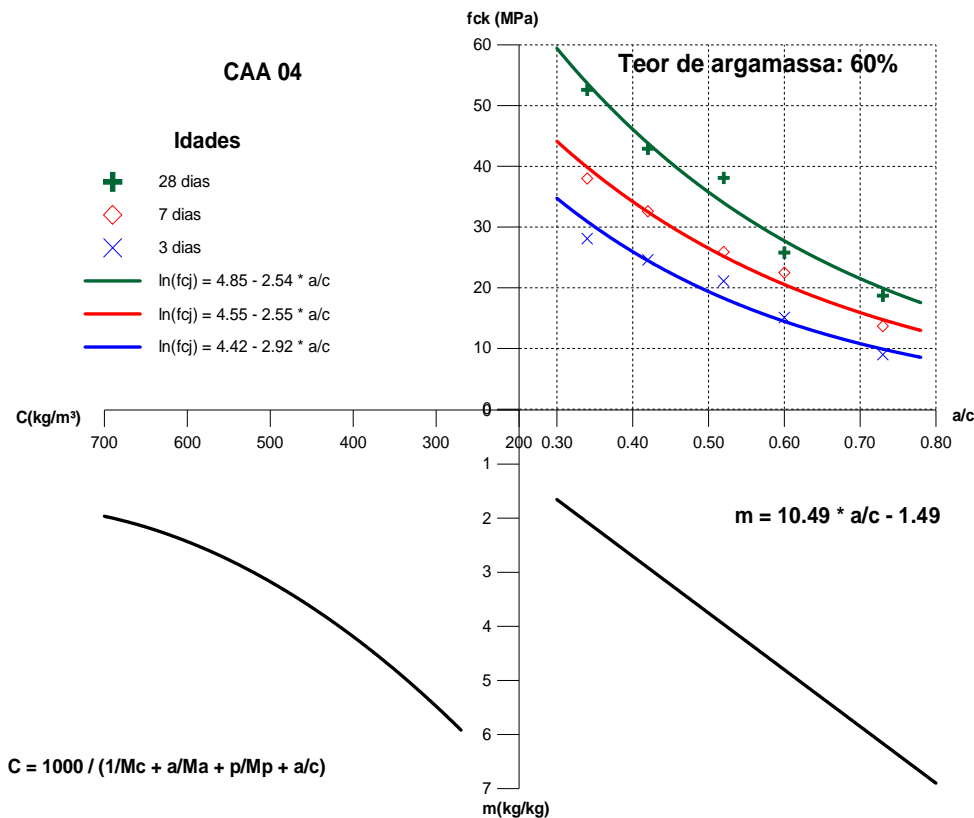 fck (MPa)
CAA 04
Teor de argamassa: 60%
Idades
28 dias
7 dias
3 dias
ln(fcj) = 4.85 - 2.54 * a/c
ln(fcj) = 4.55 - 2.55 * a/c
ln(fcj) = 4.42 - 2.92 * a/c
60
50
40
30
20
10
0
0
C(kg/m³)
a/c
700 600 500 400 300 200 0.30 0.40 0.50 0.60 0.70 0.80
1
2
3
4
5
6
7
m = 10.49 * a/c - 1.49
C = 1000 / (1/Mc + a/Ma + p/Mp + a/c)
m(kg/kg)